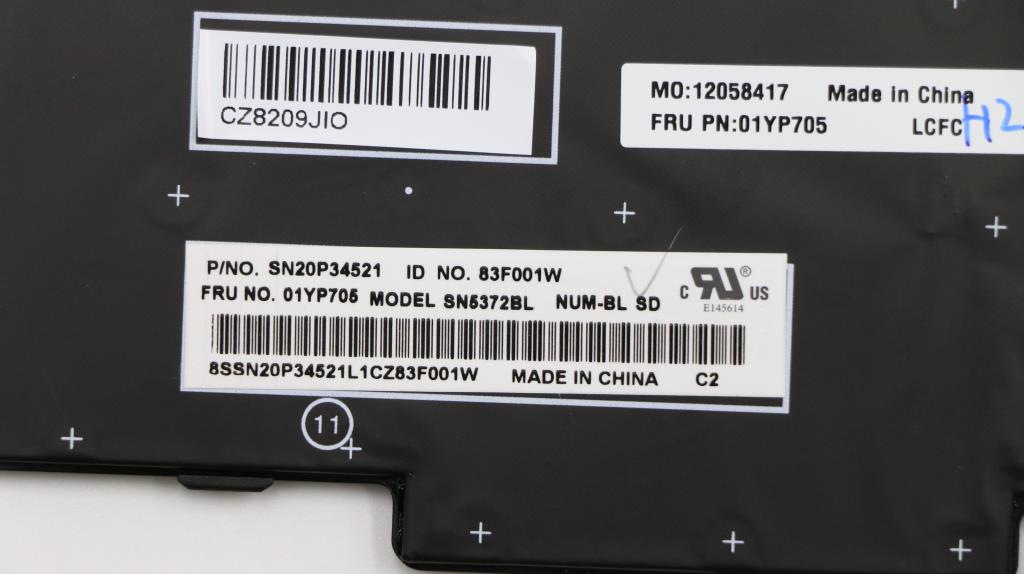 CZ8209JIO
MO:12058417 Made in China
FRU PN:01YP705 LCFC
H2
P/NO. SN20P34521 ID NO. 83F001W
FRU NO. 01YP705 MODEL SN5372BL NUM-BL SD
C RU ® US
E145614
8SSN20P34521L1CZ83F001W MADE IN CHINA C2
11